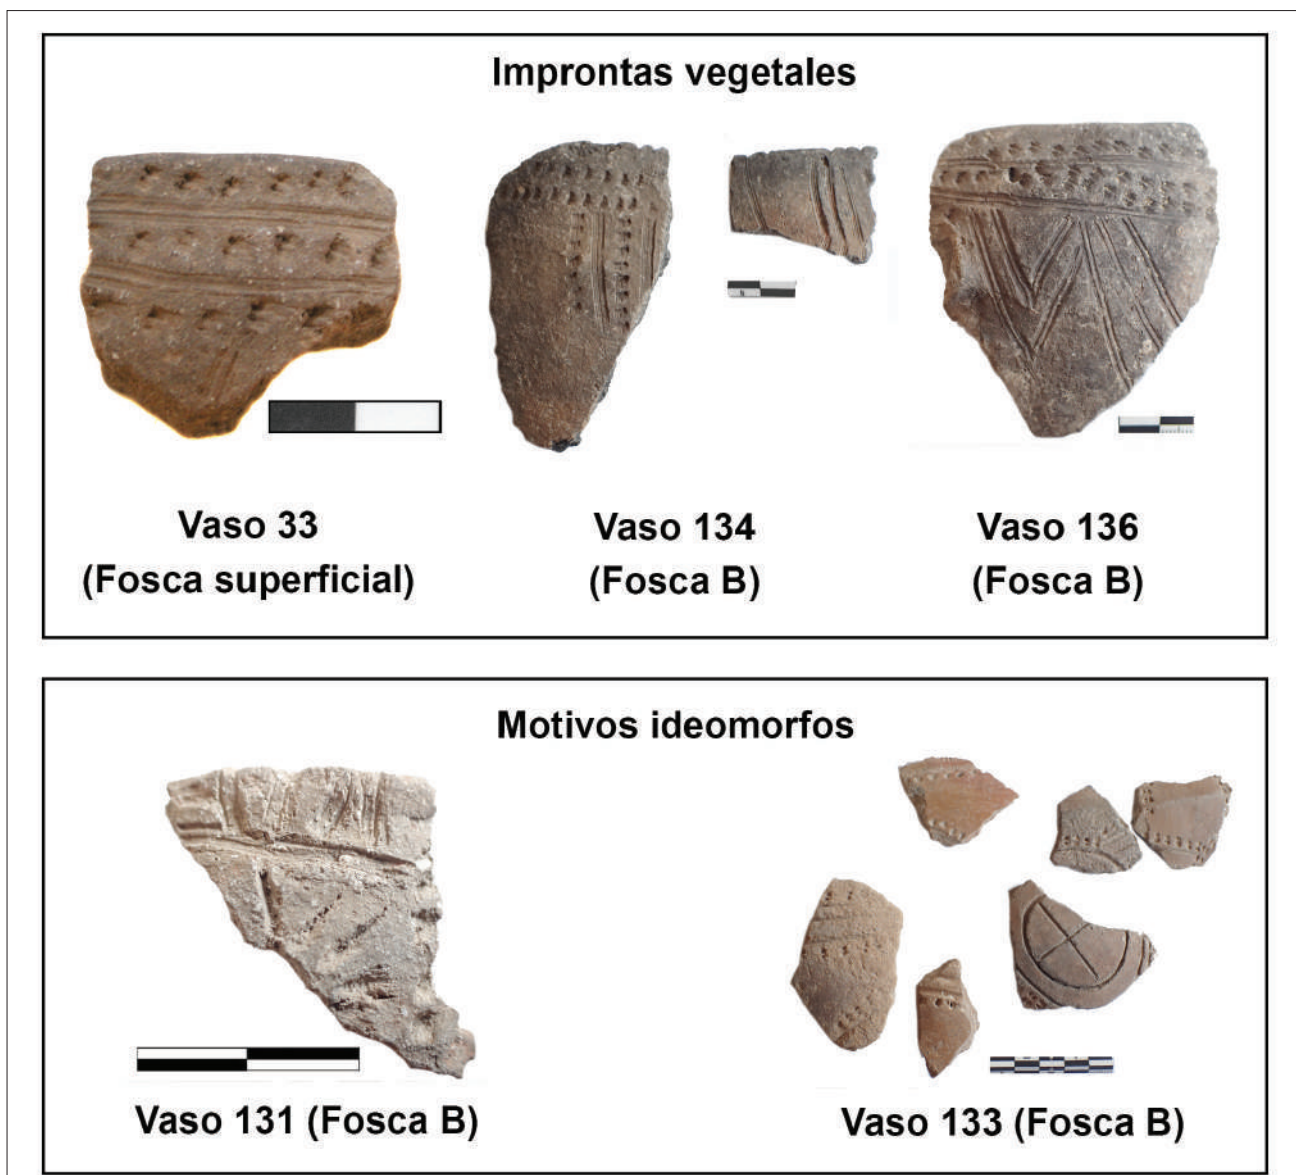 Improntas vegetales
Vaso 33
(Fosca superficial)
Vaso 134
(Fosca B)
Vaso 136
(Fosca B)
Motivos ideomorfos
Vaso 131 (Fosca B)
Vaso 133 (Fosca B)